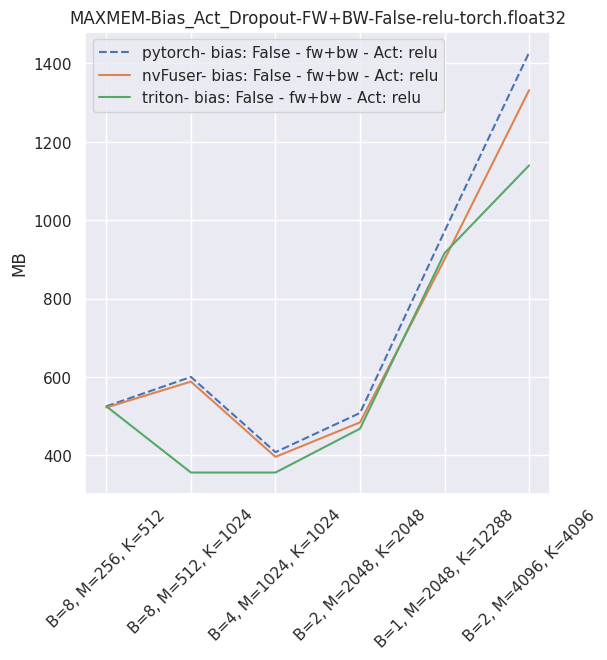 MAXMEM-Bias_Act_Dropout-FW+BW-False-relu-torch.float32
pytorch- bias: False - fw+bw - Act: relu
nvFuser- bias: False - fw+bw - Act: relu
triton- bias: False - fw+bw - Act: relu
1400
1200
1000
800
600
400
MB
B=8, M=256, K=512
B=8, M=512, K=1024
B=4, M=1024, K=1024
B=2, M=2048, K=2048
B=1, M=2048, K=12288
B=2, M=4096, K=4096